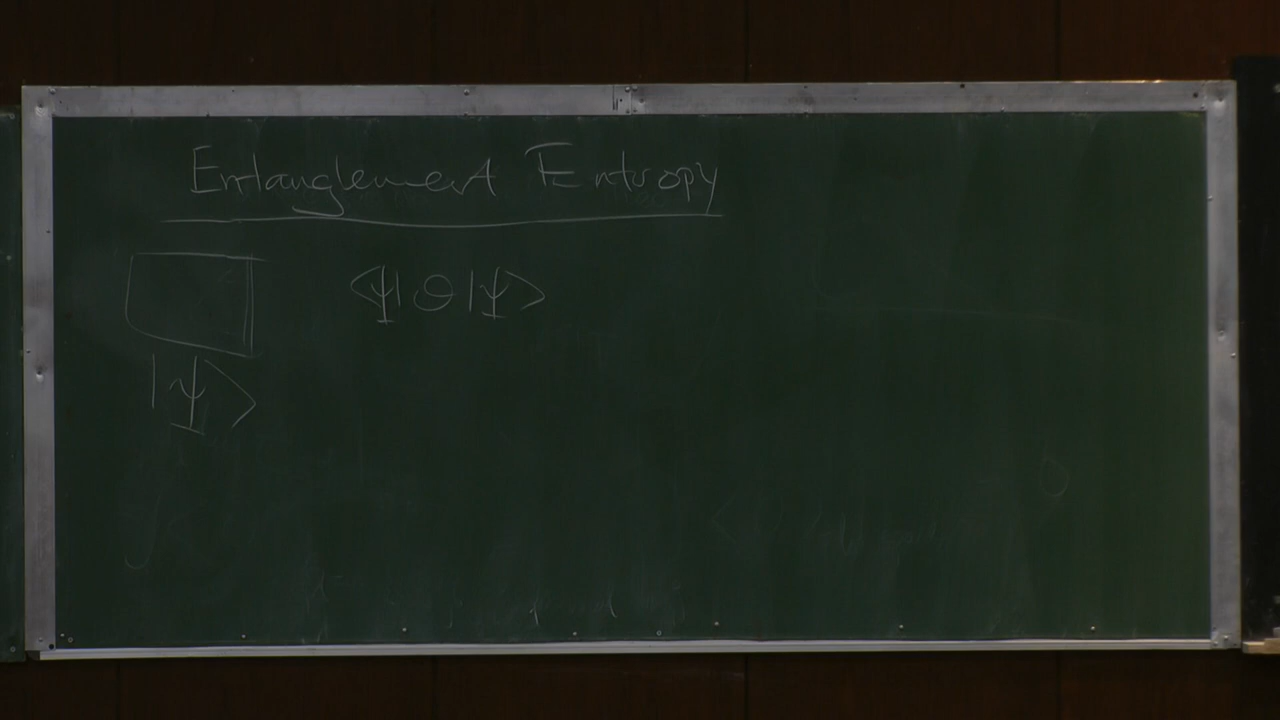 Entanglement Entropy
⟨Ψ| O |Ψ⟩
|Ψ⟩